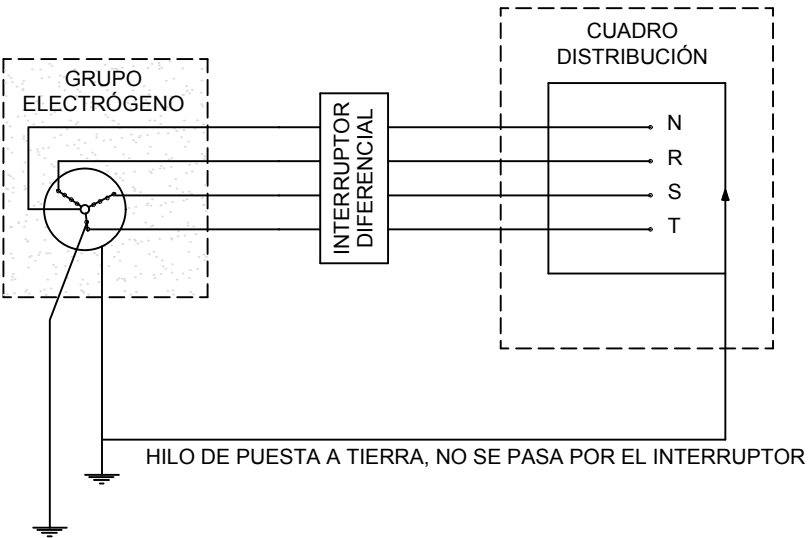 CUADRO
DISTRIBUCIÓN
GRUPO
ELECTRÓGENO
INTERRUPTOR
DIFERENCIAL
N
R
S
T
HILO DE PUESTA A TIERRA, NO SE PASA POR EL INTERRUPTOR